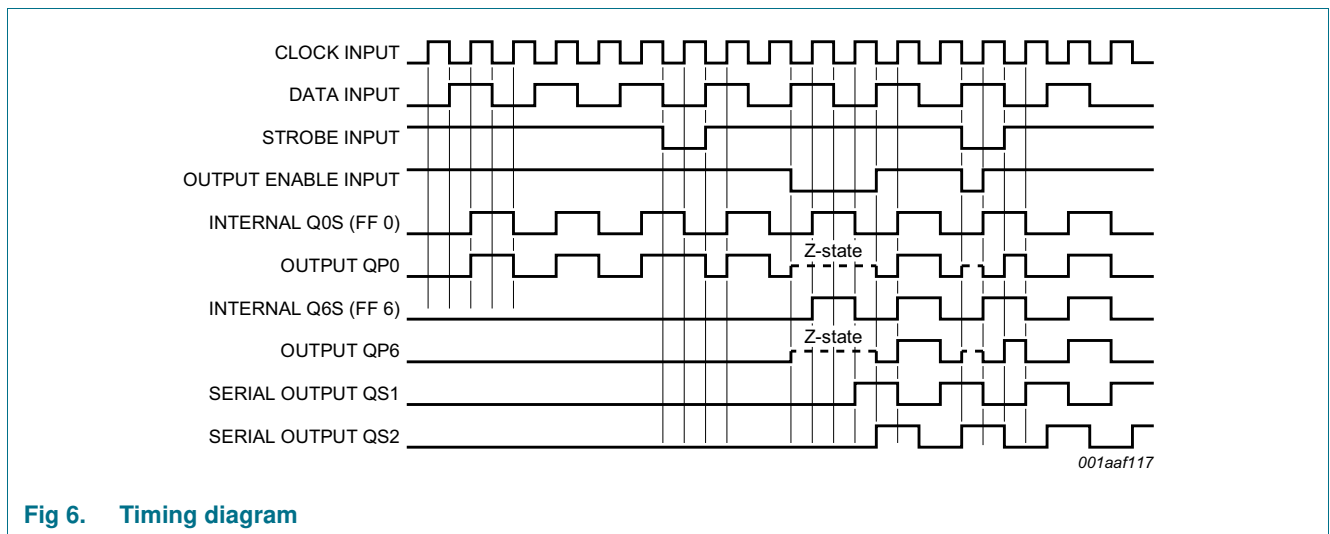 CLOCK INPUT
DATA INPUT
STROBE INPUT
OUTPUT ENABLE INPUT
INTERNAL Q0S (FF 0)
Z-state
OUTPUT QP0
INTERNAL Q6S (FF 6)
Z-state
OUTPUT QP6
SERIAL OUTPUT QS1
SERIAL OUTPUT QS2
001aaf117
Fig 6. Timing diagram